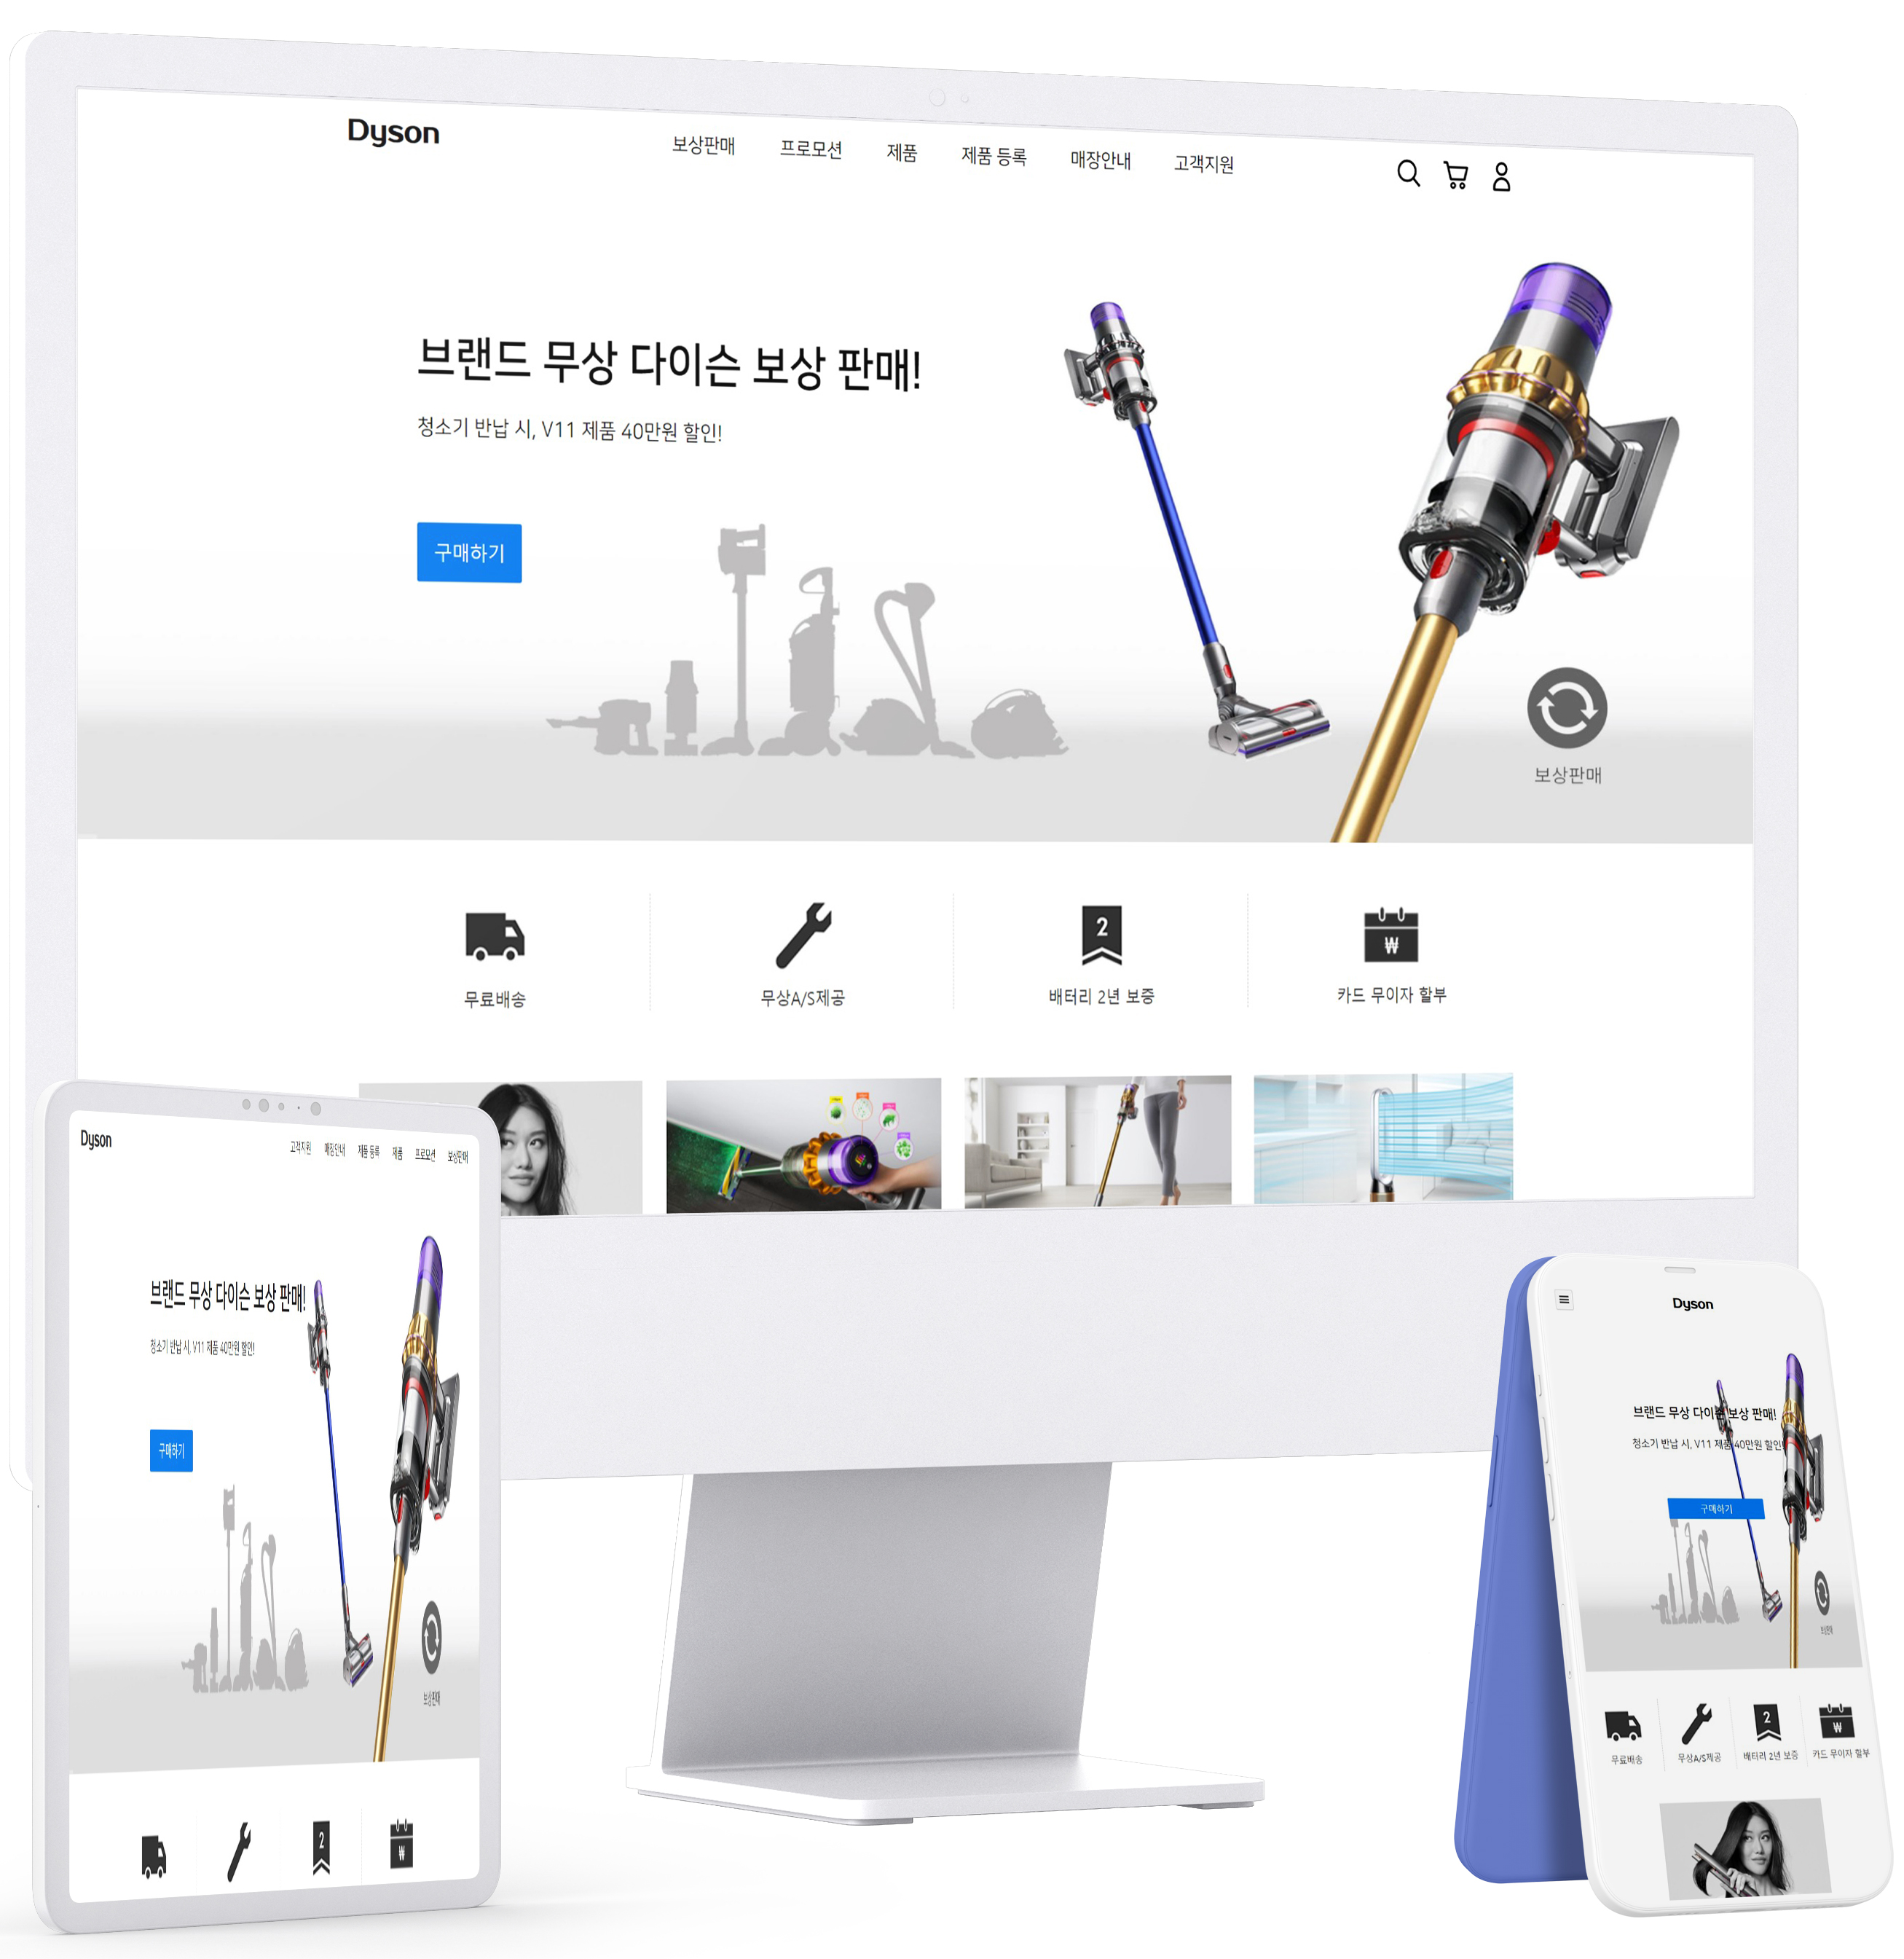 Dyson
보상판매 프로모션 제품 제품 등록 매장안내 고객지원
브랜드 무상 다이슨 보상 판매!
청소기 반납 시, V11 제품 40만원 할인!
구매하기
보상판매
2
₩
무료배송 무상A/S제공 배터리 2년 보증 카드 무이자 할부
Dyson
고객지원 매장안내 제품 등록 제품 프로모션 보상판매
브랜드 무상 다이슨 보상 판매!
청소기 반납 시, V11 제품 40만원 할인!
구매하기
보상판매
2
₩
Dyson
브랜드 무상 다이슨 보상 판매!
청소기 반납 시, V11 제품 40만원 할인!
구매하기
보상판매
2
₩
무료배송 무상A/S제공 배터리 2년 보증 카드 무이자 할부